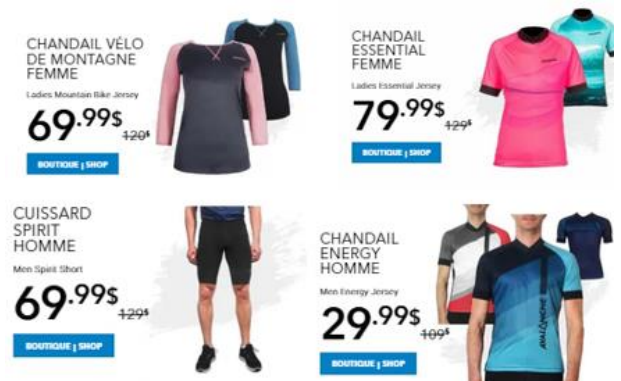 CHANDAIL VÉLO
DE MONTAGNE
FEMME
Ladies Mountain Bike Jersey
69.99$ 120$
BOUTIQUE | SHOP
CHANDAIL
ESSENTIAL
FEMME
Ladies Essential Jersey
79.99$ 129$
BOUTIQUE | SHOP
CUISSARD
SPIRIT
HOMME
Men Spirit Short
69.99$ 129$
BOUTIQUE | SHOP
CHANDAIL
ENERGY
HOMME
Men Energy Jersey
29.99$ 109$
BOUTIQUE | SHOP
AVALANCHE